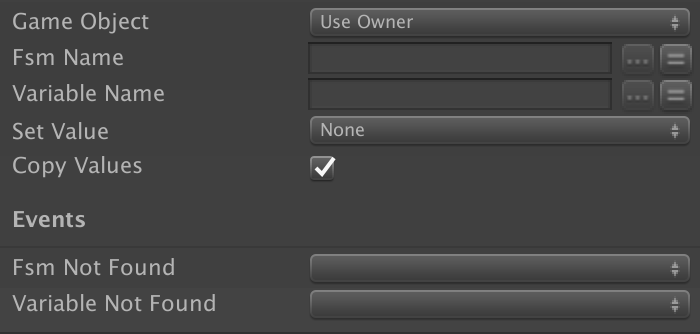 Game Object Use Owner
Fsm Name ...
Variable Name ...
Set Value None
Copy Values
Events
Fsm Not Found
Variable Not Found